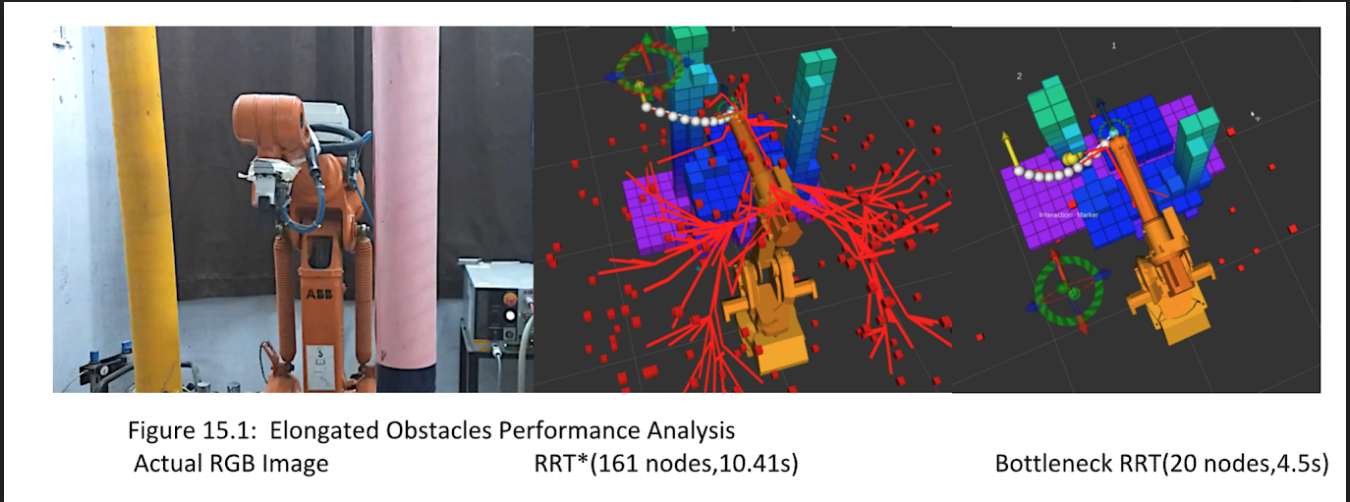 ABB
1
1
2
Interaction Marker
Figure 15.1: Elongated Obstacles Performance Analysis
Actual RGB Image
RRT*(161 nodes,10.41s)
Bottleneck RRT(20 nodes,4.5s)